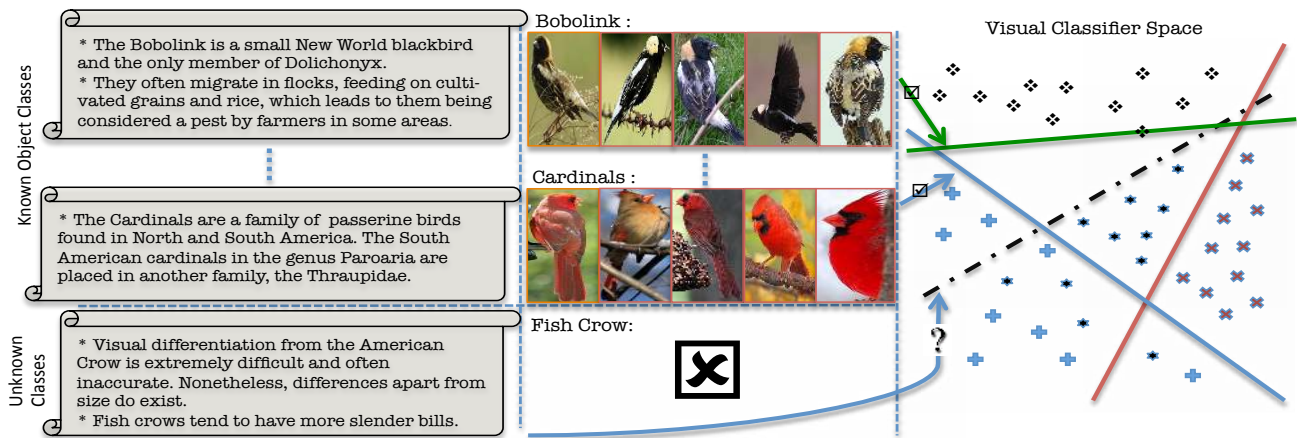 Known Object Classes
* The Bobolink is a small New World blackbird
and the only member of Dolichonyx.
* They often migrate in flocks, feeding on culti-
vated grains and rice, which leads to them being
considered a pest by farmers in some areas.
Bobolink :
Visual Classifier Space
* The Cardinals are a family of passerine birds
found in North and South America. The South
American cardinals in the genus Paroaria are
placed in another family, the Thraupidae.
Cardinals :
Unknown
Classes
* Visual differentiation from the American
Crow is extremely difficult and often
inaccurate. Nonetheless, differences apart from
size do exist.
* Fish crows tend to have more slender bills.
Fish Crow:
?